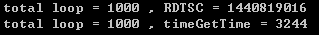 total loop = 1000 , RDTSC = 1440819016
total loop = 1000 , timeGetTime = 3244